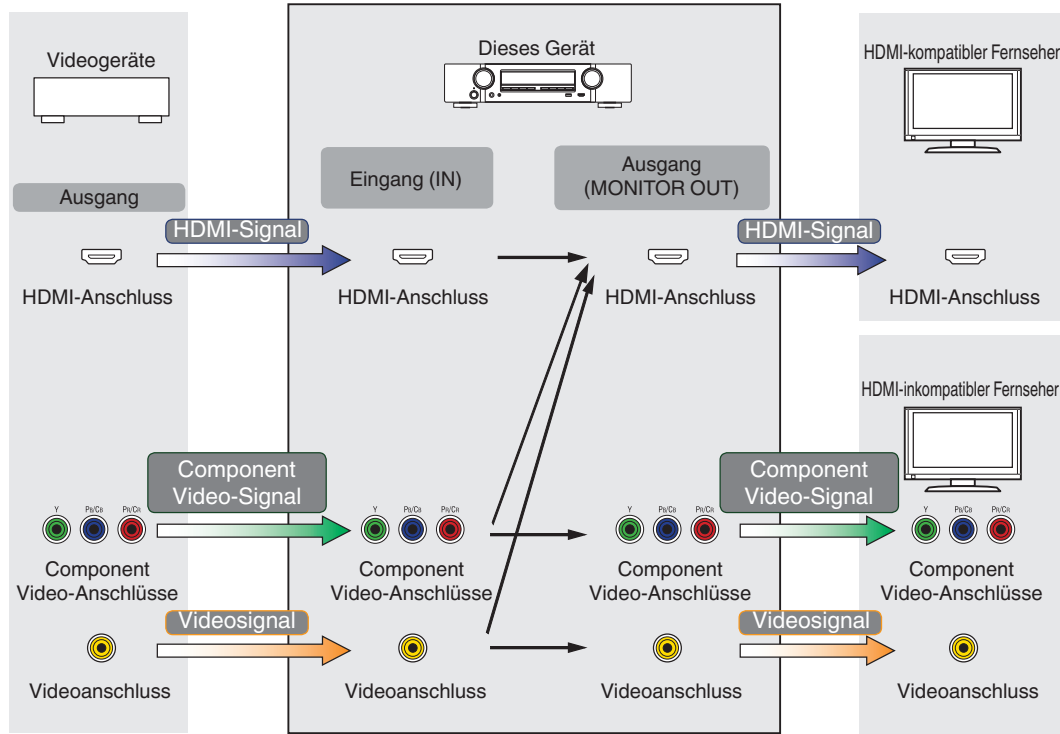 Videogeräte
Dieses Gerät
HDMI-kompatibler Fernseher
Ausgang
Eingang (IN)
Ausgang
(MONITOR OUT)
HDMI-Signal
HDMI-Signal
HDMI-Anschluss
HDMI-Anschluss
HDMI-Anschluss
HDMI-Anschluss
HDMI-inkompatibler Fernseher
Component
Video-Signal
Component
Video-Signal
Y PB/CB PR/CR
Y PB/CB PR/CR
Y PB/CB PR/CR
Y PB/CB PR/CR
Component
Video-Anschlüsse
Component
Video-Anschlüsse
Component
Video-Anschlüsse
Component
Video-Anschlüsse
Videosignal
Videosignal
Videoanschluss
Videoanschluss
Videoanschluss
Videoanschluss